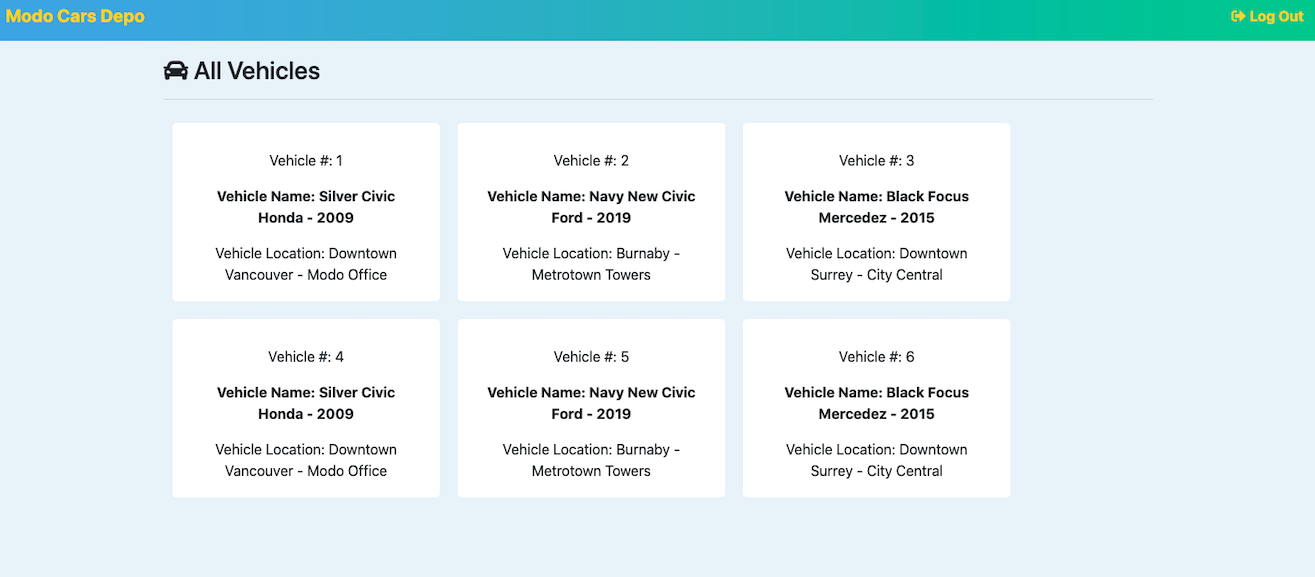 Modo Cars Depo
Log Out
All Vehicles
Vehicle #: 1
Vehicle Name: Silver Civic
Honda - 2009
Vehicle Location: Downtown
Vancouver - Modo Office
Vehicle #: 2
Vehicle Name: Navy New Civic
Ford - 2019
Vehicle Location: Burnaby -
Metrotown Towers
Vehicle #: 3
Vehicle Name: Black Focus
Mercedez - 2015
Vehicle Location: Downtown
Surrey - City Central
Vehicle #: 4
Vehicle Name: Silver Civic
Honda - 2009
Vehicle Location: Downtown
Vancouver - Modo Office
Vehicle #: 5
Vehicle Name: Navy New Civic
Ford - 2019
Vehicle Location: Burnaby -
Metrotown Towers
Vehicle #: 6
Vehicle Name: Black Focus
Mercedez - 2015
Vehicle Location: Downtown
Surrey - City Central